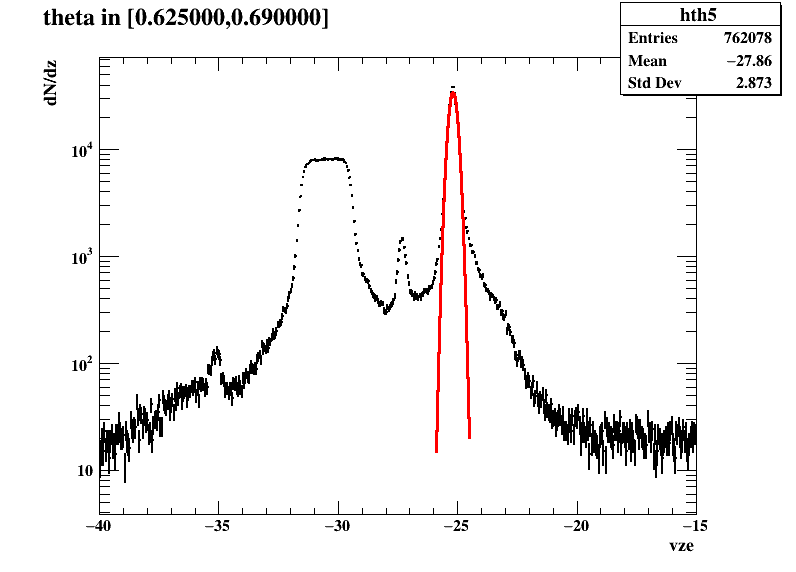 theta in [0.625000,0.690000]
hth5
Entries 762078
Mean −27.86
Std Dev 2.873
dN/dz
10⁴
10³
10²
10
−40 −35 −30 −25 −20 −15
vze